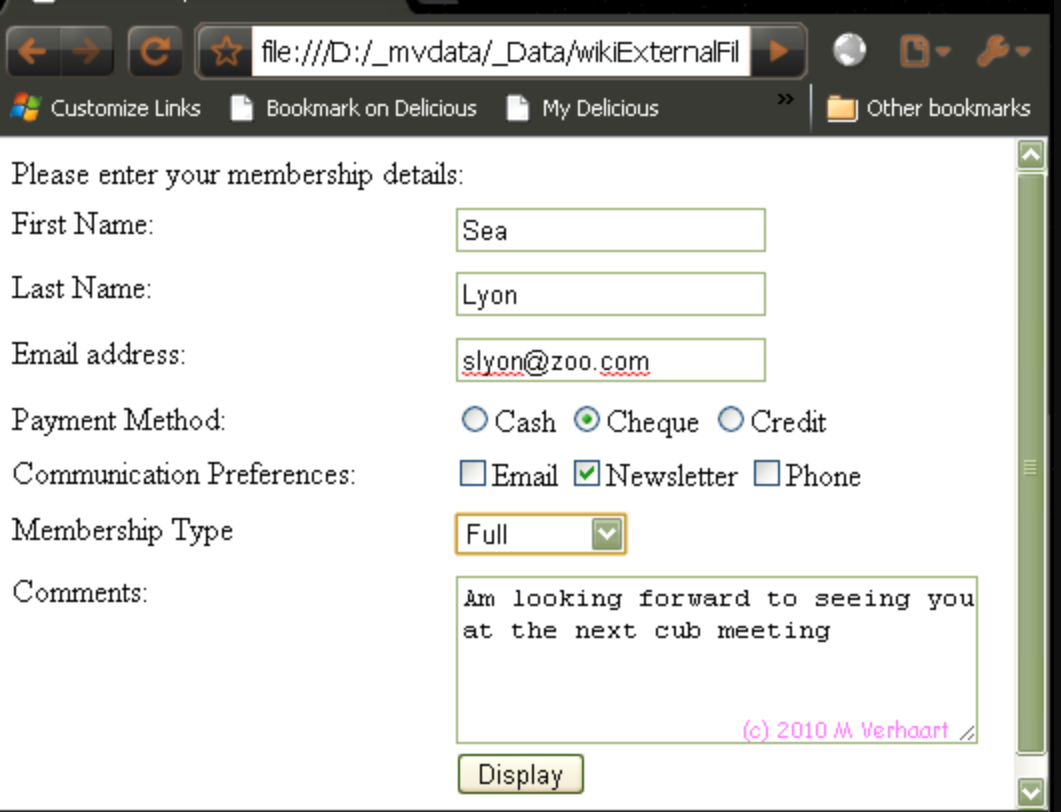 file:///D:/_mvdata/_Data/wikiExternalFil
Customize Links Bookmark on Delicious My Delicious » Other bookmarks
Please enter your membership details:
First Name: Sea
Last Name: Lyon
Email address: slyon@zoo.com
Payment Method: Cash Cheque Credit
Communication Preferences: Email Newsletter Phone
Membership Type Full
Comments: Am looking forward to seeing you
at the next cub meeting
(c) 2010 M Verhaart
Display